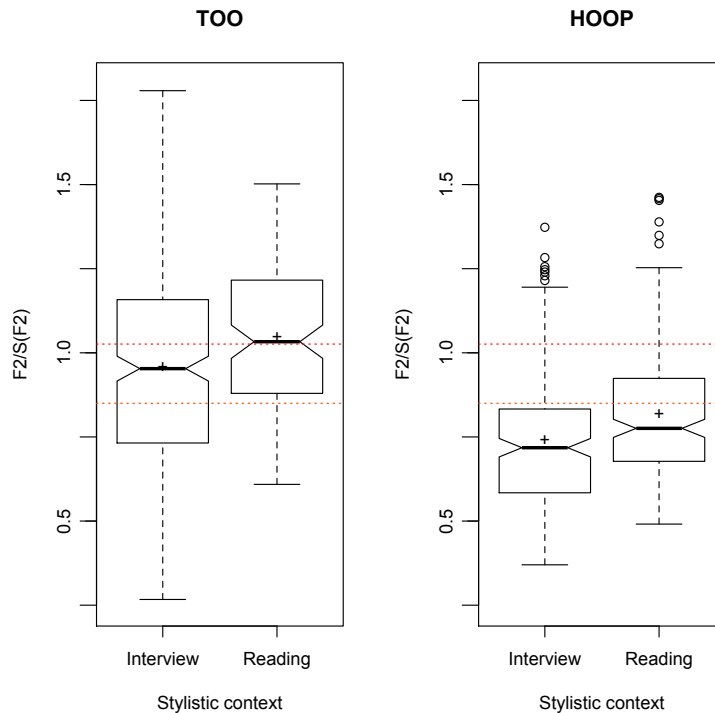 TOO
F2/S(F2)
1.5
1.0
0.5
Interview Reading
Stylistic context
HOOP
F2/S(F2)
1.5
1.0
0.5
Interview Reading
Stylistic context